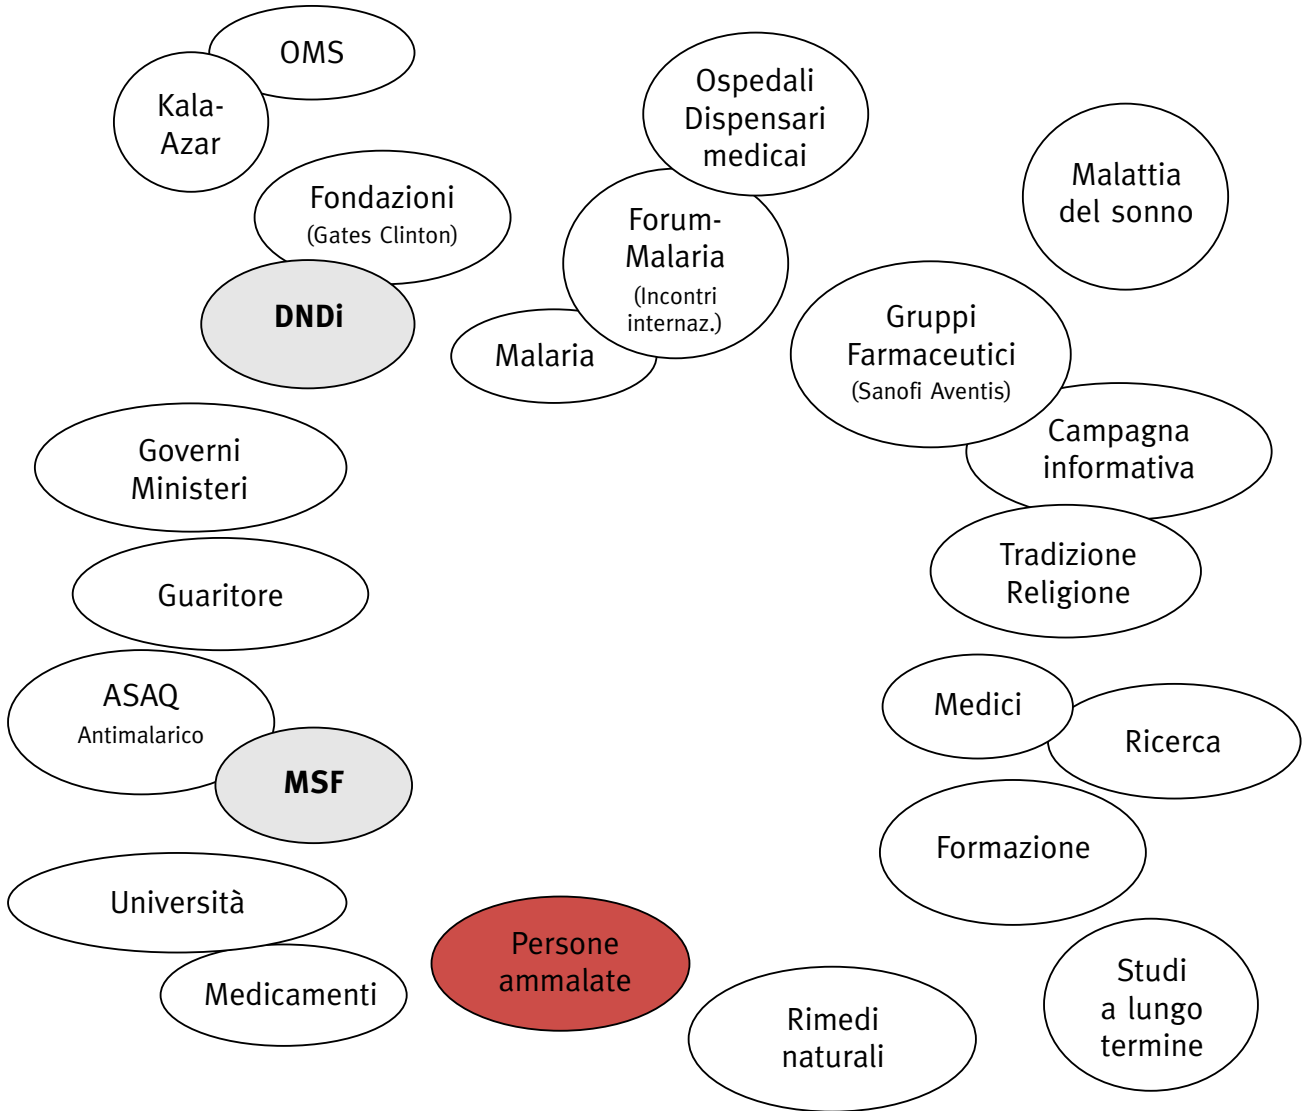 OMS
Kala-
Azar
Ospedali
Dispensari
medicai
Malattia
del sonno
Fondazioni
(Gates Clinton)
Forum-
Malaria
(Incontri
internaz.)
DNDi
Malaria
Gruppi
Farmaceutici
(Sanofi Aventis)
Campagna
informativa
Governi
Ministeri
Tradizione
Religione
Guaritore
ASAQ
Antimalarico
Medici
Ricerca
MSF
Formazione
Università
Persone
ammalate
Medicamenti
Studi
a lungo
termine
Rimedi
naturali